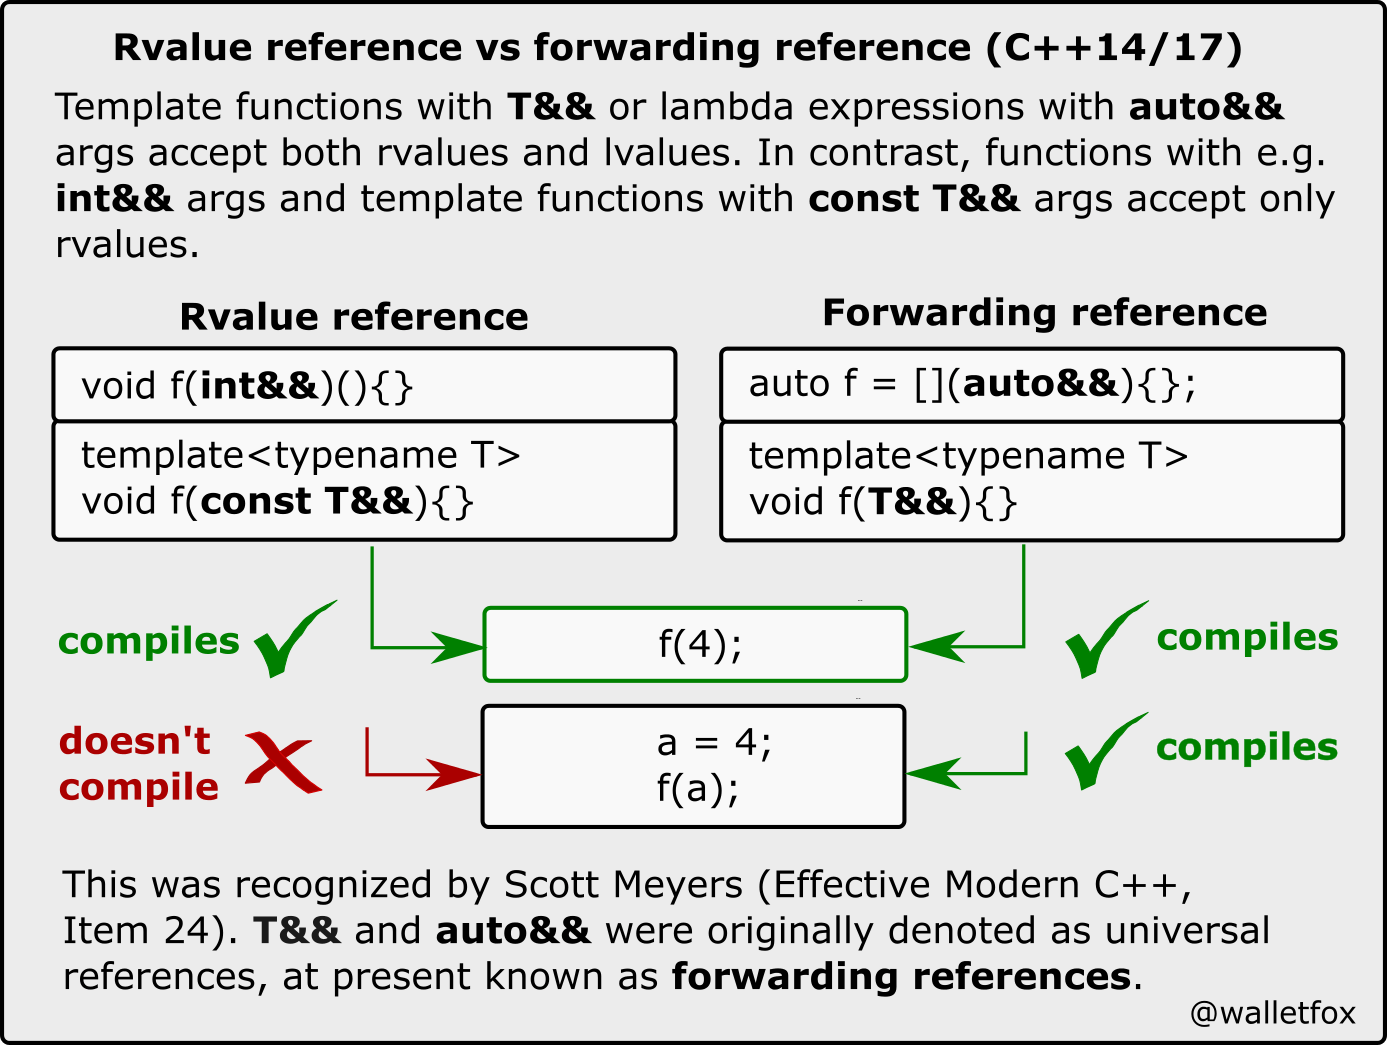 Rvalue reference vs forwarding reference (C++14/17)
Template functions with T&& or lambda expressions with auto&&
args accept both rvalues and lvalues. In contrast, functions with e.g.
int&& args and template functions with const T&& args accept only
rvalues.
Rvalue reference
void f(int&&)(){}
template<typename T>
void f(const T&&){}
Forwarding reference
auto f = [](auto&&){};
template<typename T>
void f(T&&){}
compiles
f(4);
compiles
doesn't
compile
a = 4;
f(a);
compiles
This was recognized by Scott Meyers (Effective Modern C++,
Item 24). T&& and auto&& were originally denoted as universal
references, at present known as forwarding references.
@walletfox